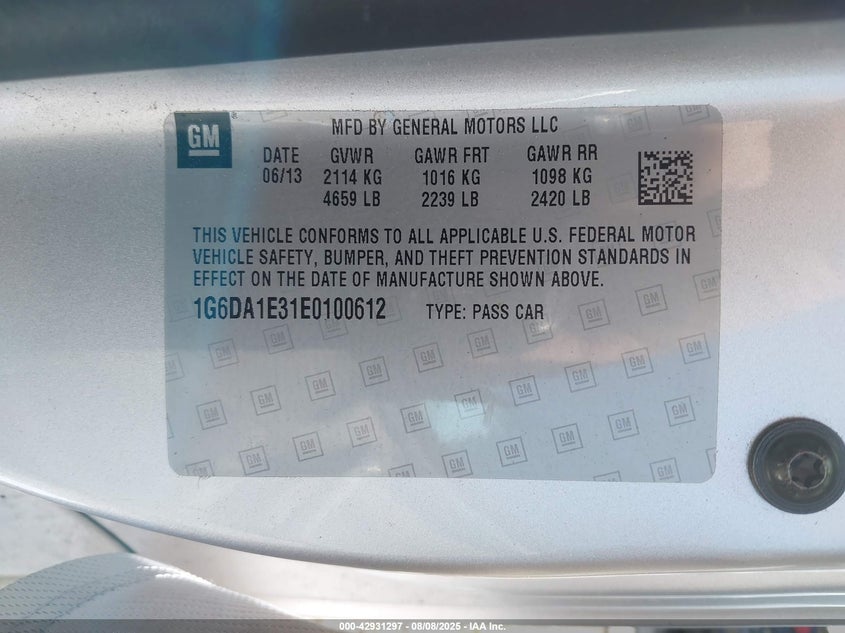 GM
MFD BY GENERAL MOTORS LLC
DATE GVWR GAWR FRT GAWR RR
06/13 2114 KG 1016 KG 1098 KG
4659 LB 2239 LB 2420 LB
THIS VEHICLE CONFORMS TO ALL APPLICABLE U.S. FEDERAL MOTOR
VEHICLE SAFETY, BUMPER, AND THEFT PREVENTION STANDARDS IN
EFFECT ON THE DATE OF MANUFACTURE SHOWN ABOVE.
1G6DA1E31E0100612 TYPE: PASS CAR
000-42931297 - 08/08/2025 - IAA Inc.